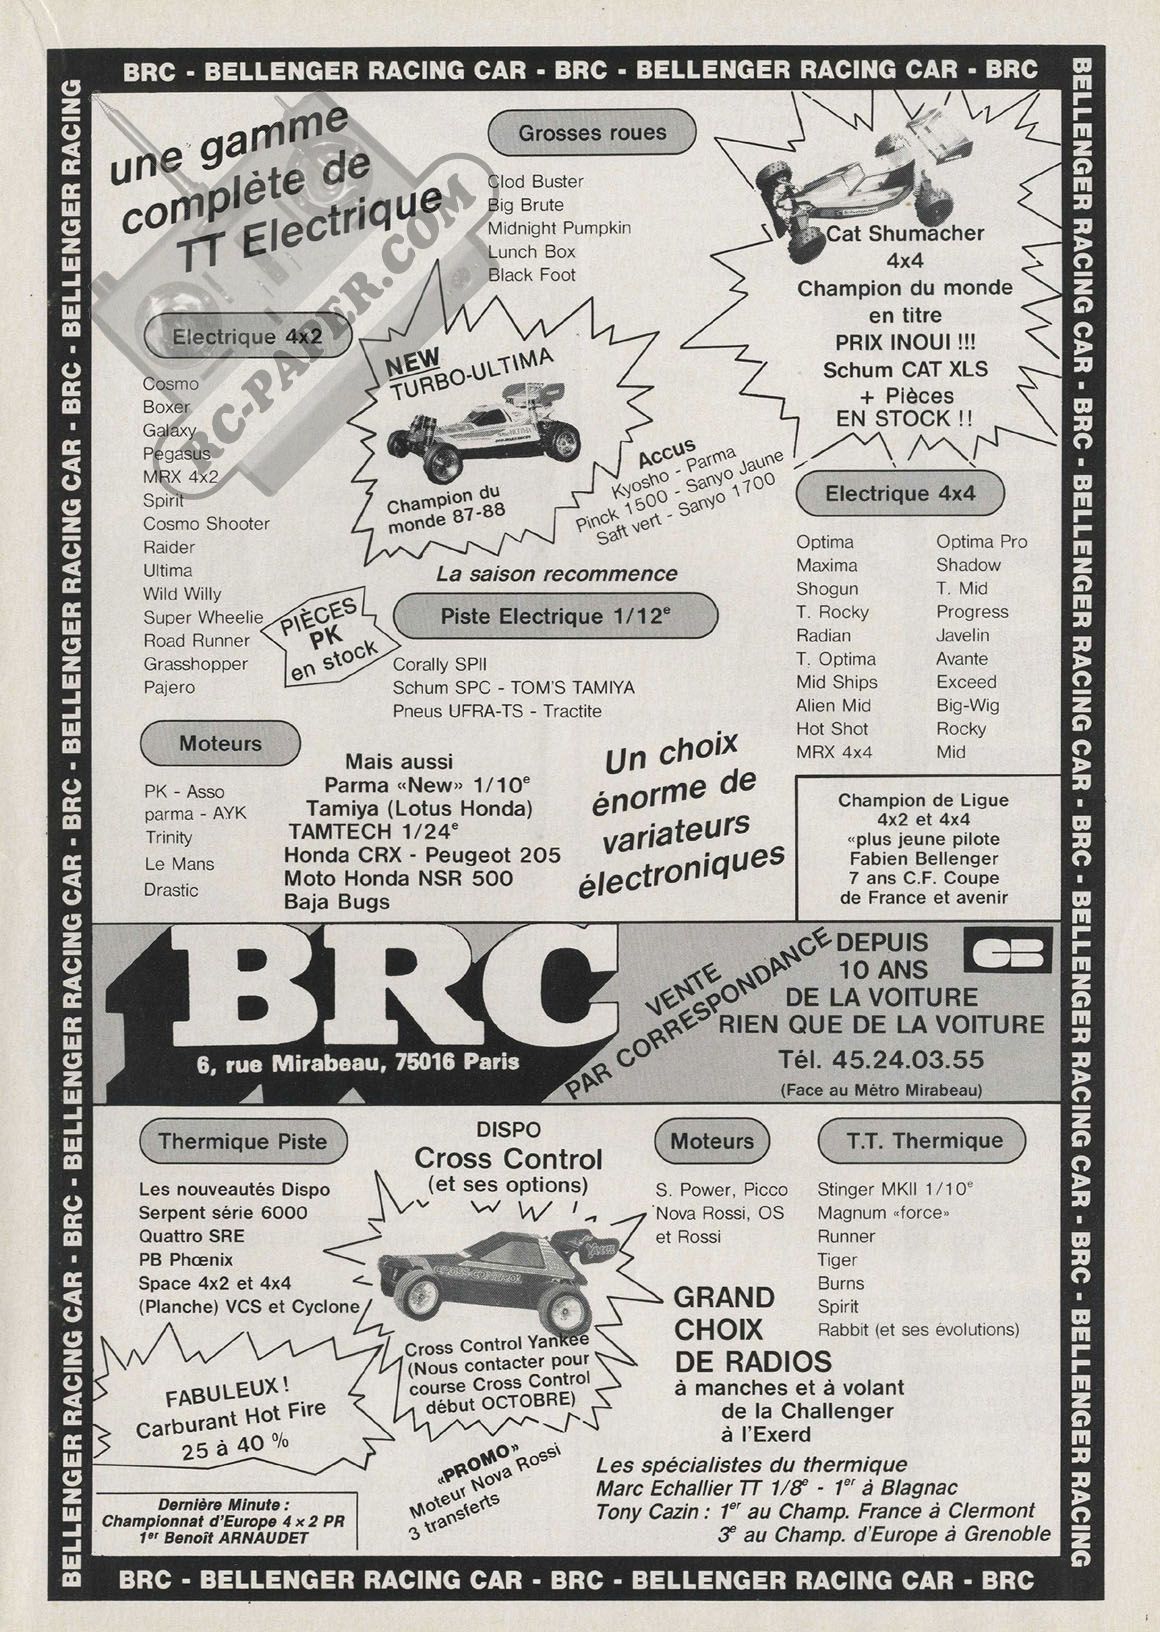 BRC - BELLENGER RACING CAR - BRC - BELLENGER RACING CAR - BRC
BELLENGER RACING CAR - BRC - BELLENGER RACING CAR - BRC - BELLENGER RACING CAR - BRC - BELLENGER RACING
BELLENGER RACING CAR - BRC - BELLENGER RACING CAR - BRC - BELLENGER RACING CAR - BRC - BELLENGER RACING
une gamme
complète de
TT Electrique
RC-PAPER.COM
Grosses roues
Clod Buster
Big Brute
Midnight Pumpkin
Lunch Box
Black Foot
Cat Shumacher
4x4
Champion du monde
en titre
PRIX INOUI !!!
Schum CAT XLS
+ Pièces
EN STOCK !!
Electrique 4x2
Cosmo
Boxer
Galaxy
Pegasus
MRX 4x2
Spirit
Cosmo Shooter
Raider
Ultima
Wild Willy
Super Wheelie
Road Runner
Grasshopper
Pajero
NEW
TURBO-ULTIMA
Champion du
monde 87-88
Accus
Kyosho - Parma
Pinck 1500 - Sanyo Jaune
Saft vert - Sanyo 1700
La saison recommence
PIÈCES
PK
en stock
Piste Electrique 1/12e
Corally SPII
Schum SPC - TOM'S TAMIYA
Pneus UFRA-TS - Tractite
Electrique 4x4
Optima Optima Pro
Maxima Shadow
Shogun T. Mid
T. Rocky Progress
Radian Javelin
T. Optima Avante
Mid Ships Exceed
Alien Mid Big-Wig
Hot Shot Rocky
MRX 4x4 Mid
Moteurs
PK - Asso
parma - AYK
Trinity
Le Mans
Drastic
Mais aussi
Parma «New» 1/10e
Tamiya (Lotus Honda)
TAMTECH 1/24e
Honda CRX - Peugeot 205
Moto Honda NSR 500
Baja Bugs
Un choix
énorme de
variateurs
électroniques
Champion de Ligue
4x2 et 4x4
«plus jeune pilote
Fabien Bellenger
7 ans C.F. Coupe
de France et avenir
BRC
6, rue Mirabeau, 75016 Paris
VENTE
PAR CORRESPONDANCE
DEPUIS
10 ANS
DE LA VOITURE
RIEN QUE DE LA VOITURE
Tél. 45.24.03.55
(Face au Métro Mirabeau)
CB
Thermique Piste
Les nouveautés Dispo
Serpent série 6000
Quattro SRE
PB Phœnix
Space 4x2 et 4x4
(Planche) VCS et Cyclone
DISPO
Cross Control
(et ses options)
YANKEE
CROSS-CONTROL
Cross Control Yankee
(Nous contacter pour
course Cross Control
début OCTOBRE)
Moteurs
S. Power, Picco
Nova Rossi, OS
et Rossi
T.T. Thermique
Stinger MKII 1/10e
Magnum «force»
Runner
Tiger
Burns
Spirit
Rabbit (et ses évolutions)
GRAND
CHOIX
DE RADIOS
à manches et à volant
de la Challenger
à l'Exerd
FABULEUX !
Carburant Hot Fire
25 à 40 %
«PROMO»
Moteur Nova Rossi
3 transferts
Dernière Minute :
Championnat d'Europe 4 x 2 PR
1er Benoît ARNAUDET
Les spécialistes du thermique
Marc Echallier TT 1/8e - 1er à Blagnac
Tony Cazin : 1er au Champ. France à Clermont
3e au Champ. d'Europe à Grenoble
BRC - BELLENGER RACING CAR - BRC - BELLENGER RACING CAR - BRC